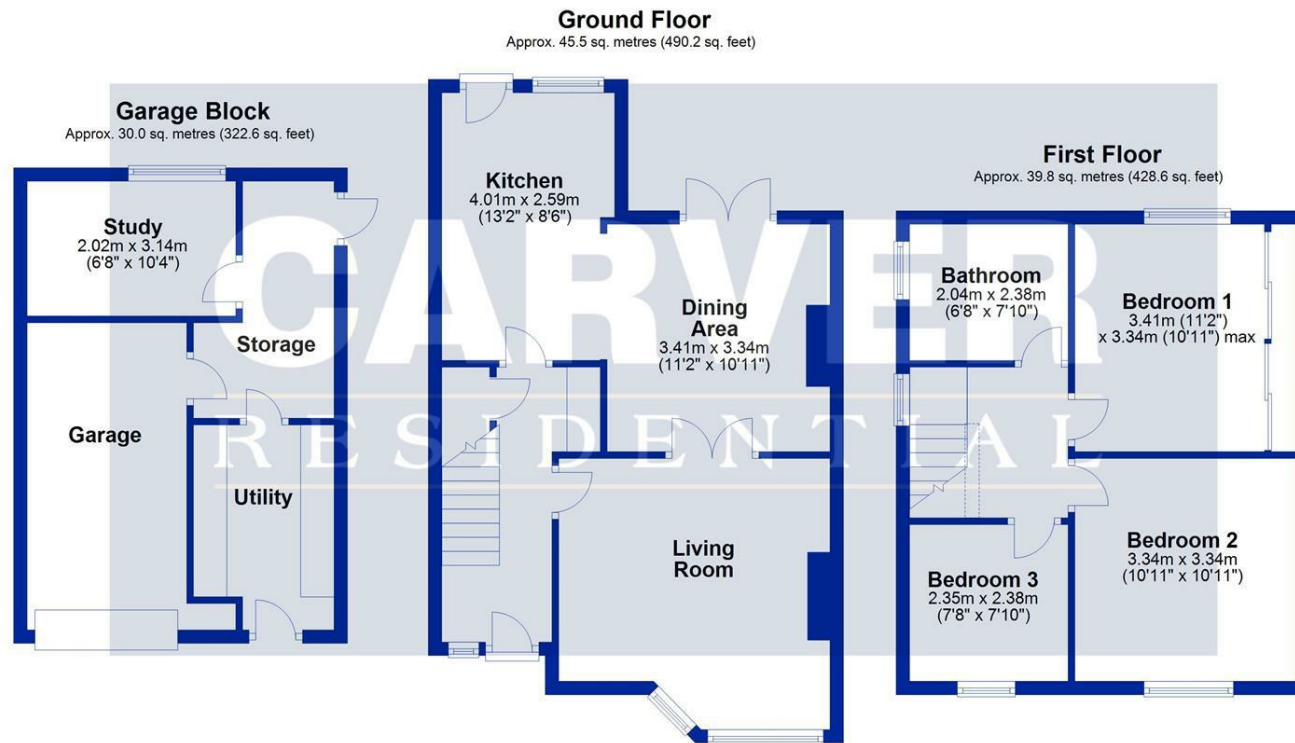 Ground Floor
Approx. 45.5 sq. metres (490.2 sq. feet)
Garage Block
Approx. 30.0 sq. metres (322.6 sq. feet)
First Floor
Approx. 39.8 sq. metres (428.6 sq. feet)
Kitchen
4.01m x 2.59m
(13'2" x 8'6")
Study
2.02m x 3.14m
(6'8" x 10'4")
Storage
Garage
Utility
Dining
Area
3.41m x 3.34m
(11'2" x 10'11")
Living
Room
Bathroom
2.04m x 2.38m
(6'8" x 7'10")
Bedroom 1
3.41m (11'2")
x 3.34m (10'11") max
Bedroom 2
3.34m x 3.34m
(10'11" x 10'11")
Bedroom 3
2.35m x 2.38m
(7'8" x 7'10")
CARVER
RESIDENTIAL